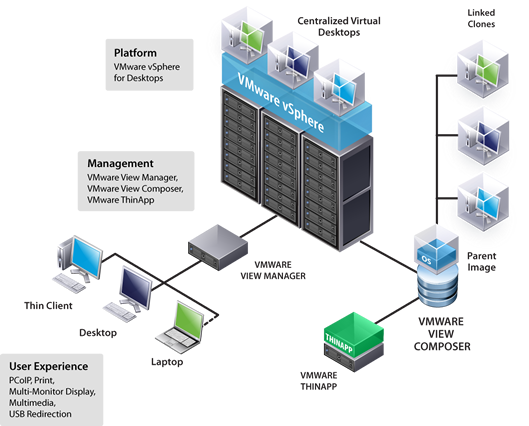 Centralized Virtual
Desktops
Linked
Clones
Platform
VMware vSphere
for Desktops
VMware vSphere
Management
VMware View Manager,
VMware View Composer,
VMware ThinApp
VMWARE
VIEW MANAGER
OS
Parent
Image
Thin Client
Desktop
Laptop
VMWARE
VIEW
COMPOSER
THINAPP
VMWARE
THINAPP
User Experience
PCoIP, Print,
Multi-Monitor Display,
Multimedia,
USB Redirection